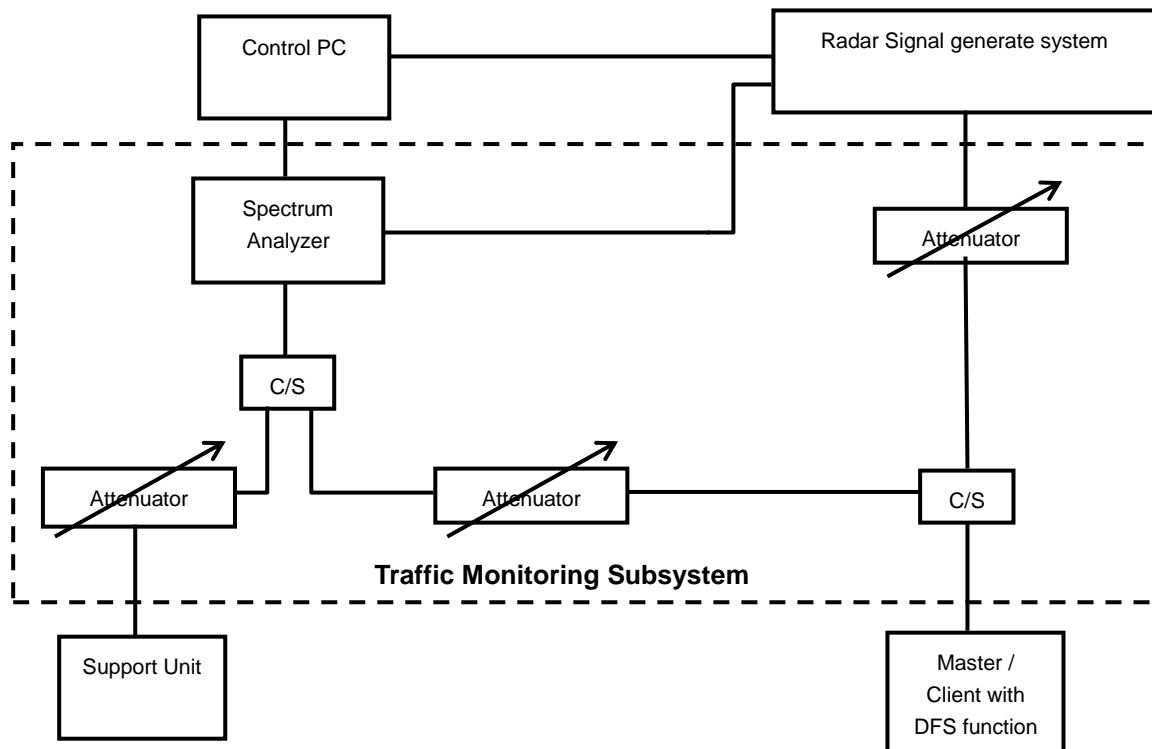 Control PC
Radar Signal generate system
Spectrum
Analyzer
Attenuator
C/S
Attenuator
Attenuator
C/S
Traffic Monitoring Subsystem
Support Unit
Master /
Client with
DFS function